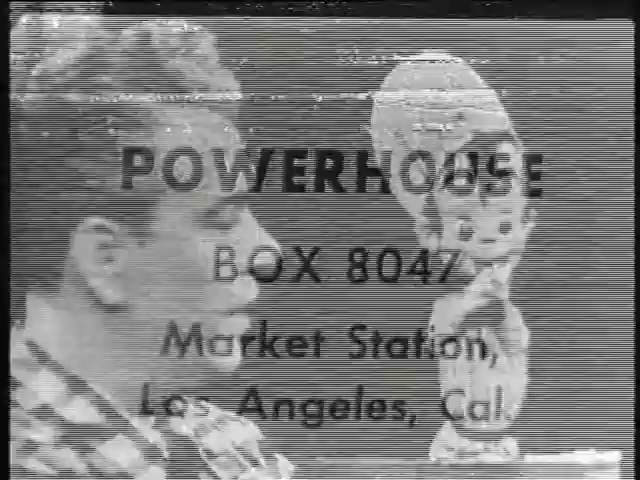 POWERHOUSE
BOX 8047
Market Station,
Los Angeles, Cal.